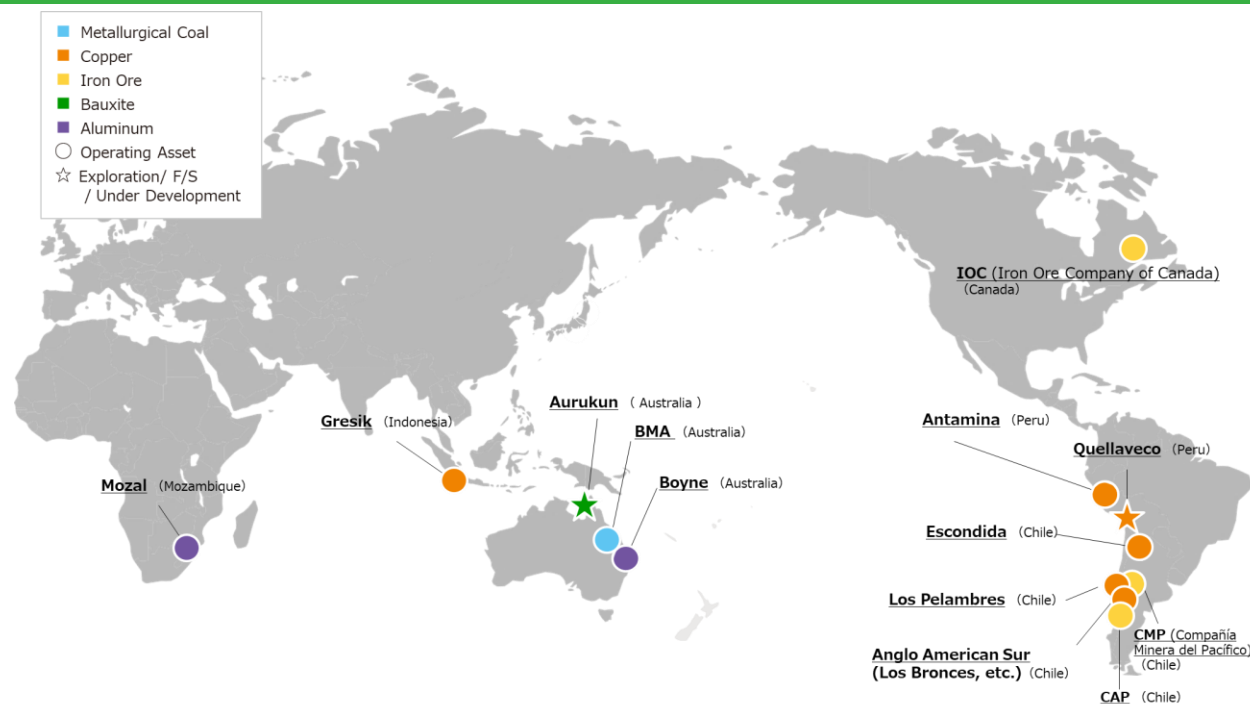 Metallurgical Coal
Copper
Iron Ore
Bauxite
Aluminum
Operating Asset
Exploration/ F/S
/ Under Development
IOC (Iron Ore Company of Canada)
(Canada)
Aurukun ( Australia )
Gresik (Indonesia)
BMA (Australia)
Antamina (Peru)
Quellaveco (Peru)
Mozal (Mozambique)
Boyne (Australia)
Escondida (Chile)
Los Pelambres (Chile)
CMP (Compañía
Minera del Pacífico)
(Chile)
Anglo American Sur
(Los Bronces, etc.) (Chile)
CAP (Chile)